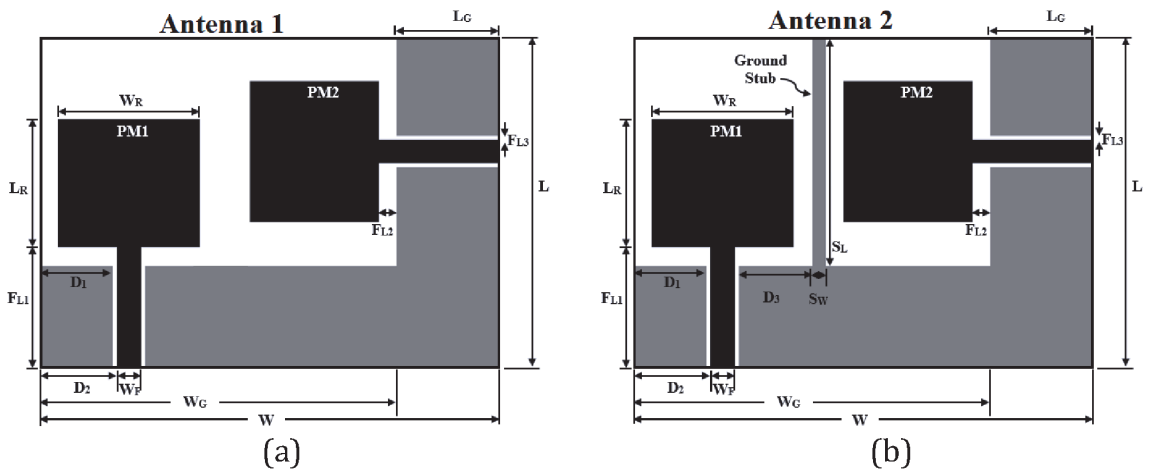 Antenna 1
LG
WR
PM1
PM2
FL3
LR
L
FL2
D1
FL1
D2
WF
WG
W
(a)
Antenna 2
LG
Ground
Stub
WR
PM1
PM2
FL3
LR
L
FL2
SL
D1
D3
SW
FL1
D2
WF
WG
W
(b)